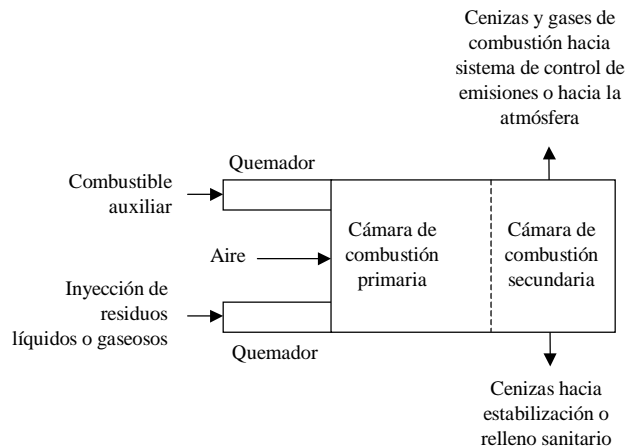 Cenizas y gases de
combustión hacia
sistema de control de
emisiones o hacia la
atmósfera
Quemador
Combustible
auxiliar
Aire
Cámara de
combustión
primaria
Cámara de
combustión
secundaria
Inyección de
residuos
líquidos o gaseosos
Quemador
Cenizas hacia
estabilización o
relleno sanitario